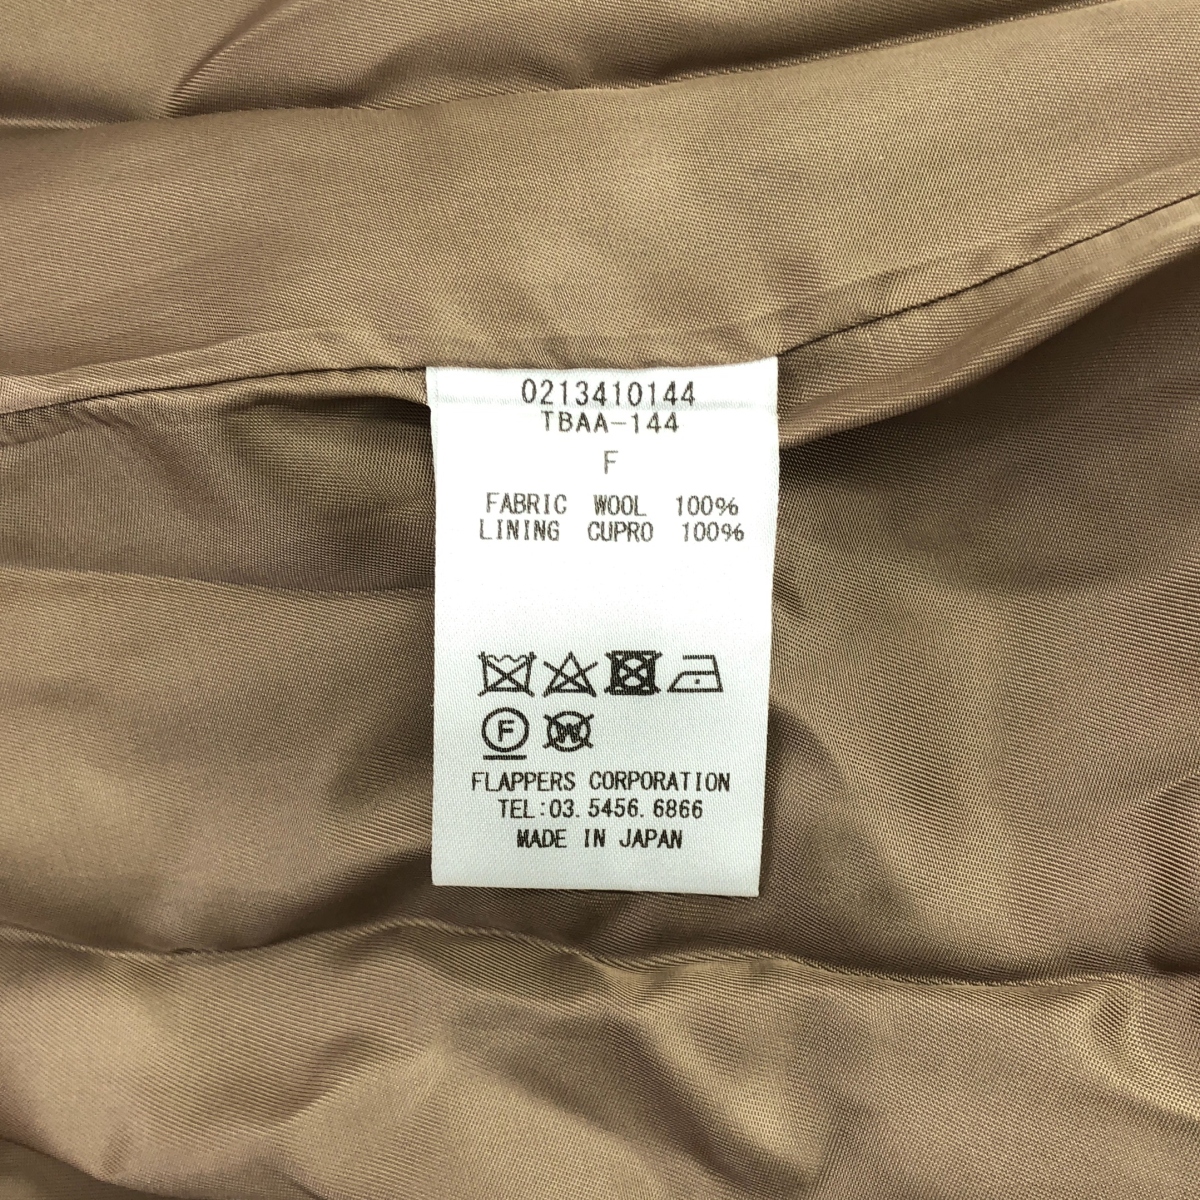 0213410144
TBAA-144
F
FABRIC WOOL 100%
LINING CUPRO 100%
F W
FLAPPERS CORPORATION
TEL:03.5456.6866
MADE IN JAPAN